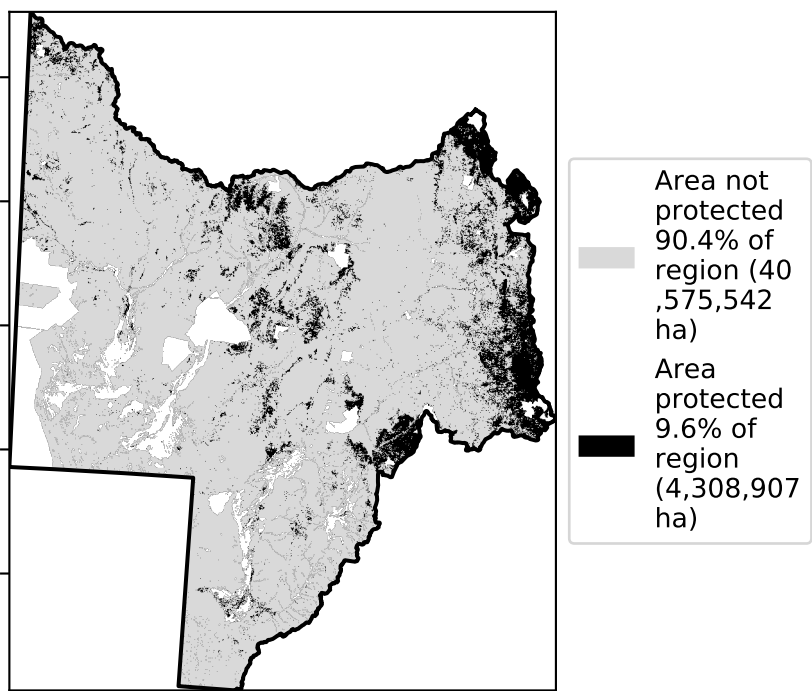 Area not
protected
90.4% of
region (40
,575,542
ha)
Area
protected
9.6% of
region
(4,308,907
ha)